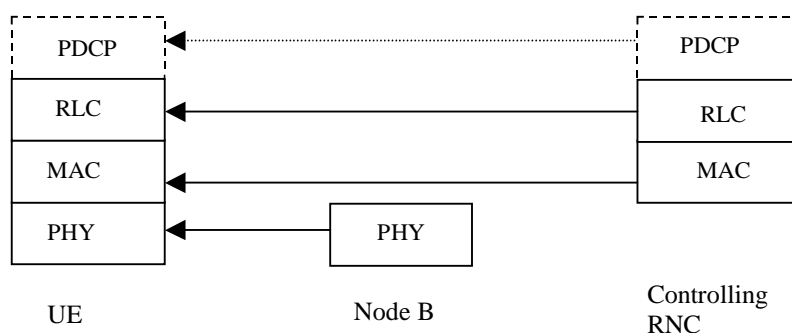 PDCP
PDCP
RLC
RLC
MAC
MAC
PHY
PHY
UE
Node B
Controlling
RNC